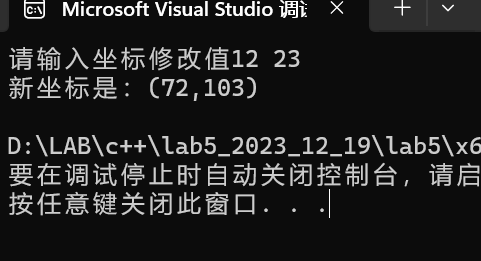 Microsoft Visual Studio 调试
请输入坐标修改值12 23
新坐标是：(72,103)
D:\LAB\c++\lab5_2023_12_19\lab5\x6
要在调试停止时自动关闭控制台，请启
按任意键关闭此窗口. . .